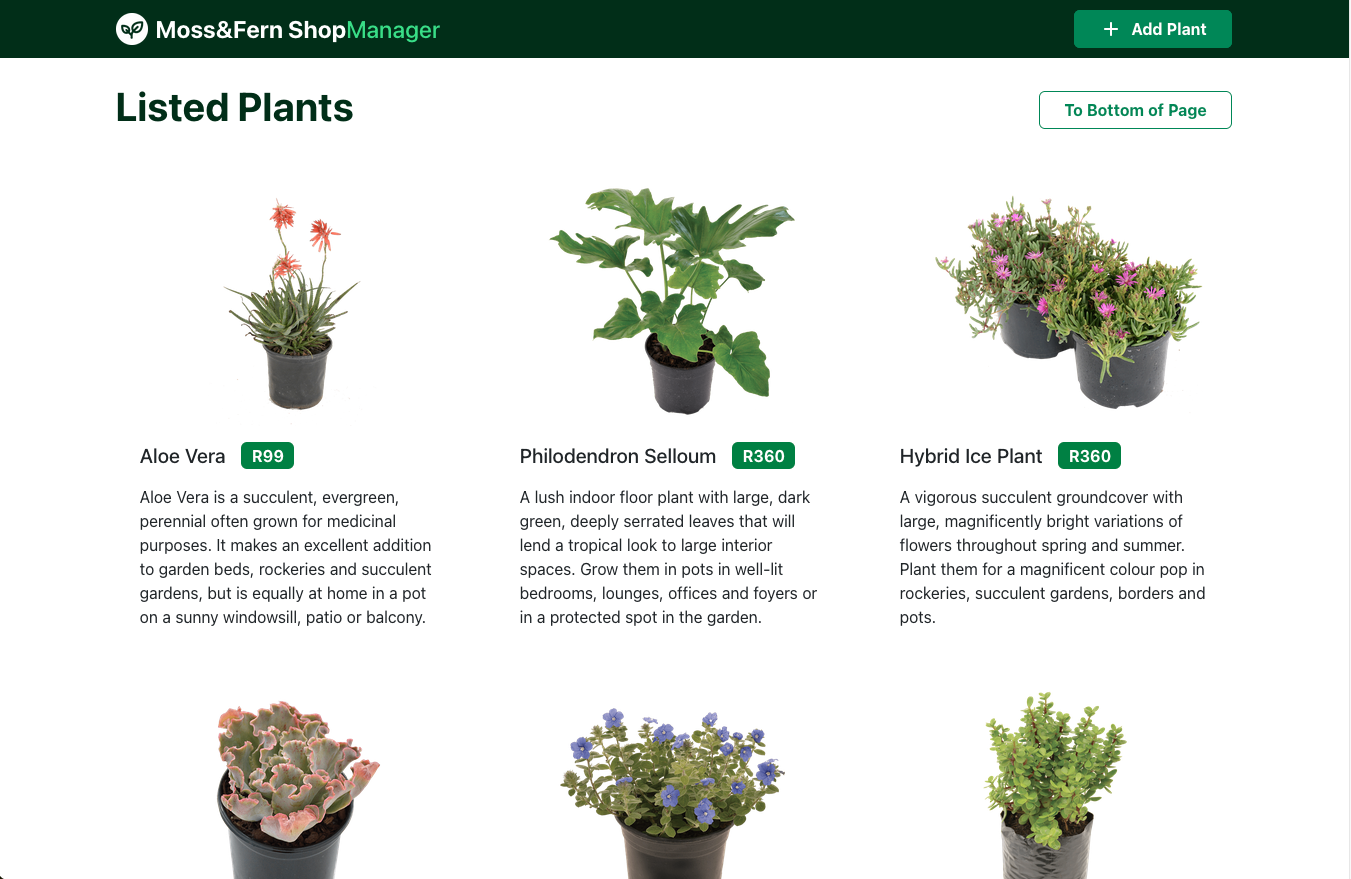 Moss&Fern ShopManager
Add Plant
Listed Plants
To Bottom of Page
Aloe Vera R99
Aloe Vera is a succulent, evergreen,
perennial often grown for medicinal
purposes. It makes an excellent addition
to garden beds, rockeries and succulent
gardens, but is equally at home in a pot
on a sunny windowsill, patio or balcony.
Philodendron Selloum R360
A lush indoor floor plant with large, dark
green, deeply serrated leaves that will
lend a tropical look to large interior
spaces. Grow them in pots in well-lit
bedrooms, lounges, offices and foyers or
in a protected spot in the garden.
Hybrid Ice Plant R360
A vigorous succulent groundcover with
large, magnificently bright variations of
flowers throughout spring and summer.
Plant them for a magnificent colour pop in
rockeries, succulent gardens, borders and
pots.